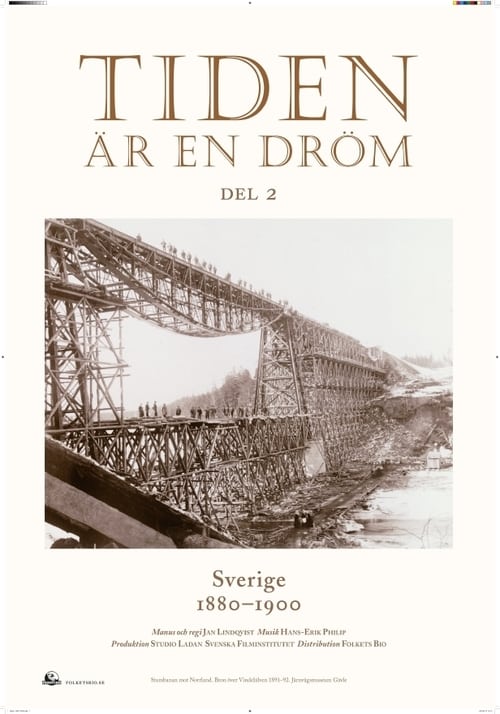 TIDEN
ÄR EN DRÖM
DEL 2
Sverige
1880–1900
Manus och regi JAN LINDQVIST Musik HANS-ERIK PHILIP
Produktion STUDIO LADAN SVENSKA FILMINSTITUTET Distribution FOLKETS BIO
FOLKETSBIO.SE
Stambanan mot Norrland. Bron över Vindelälven 1891–92. Järnvägsmuseum Gävle